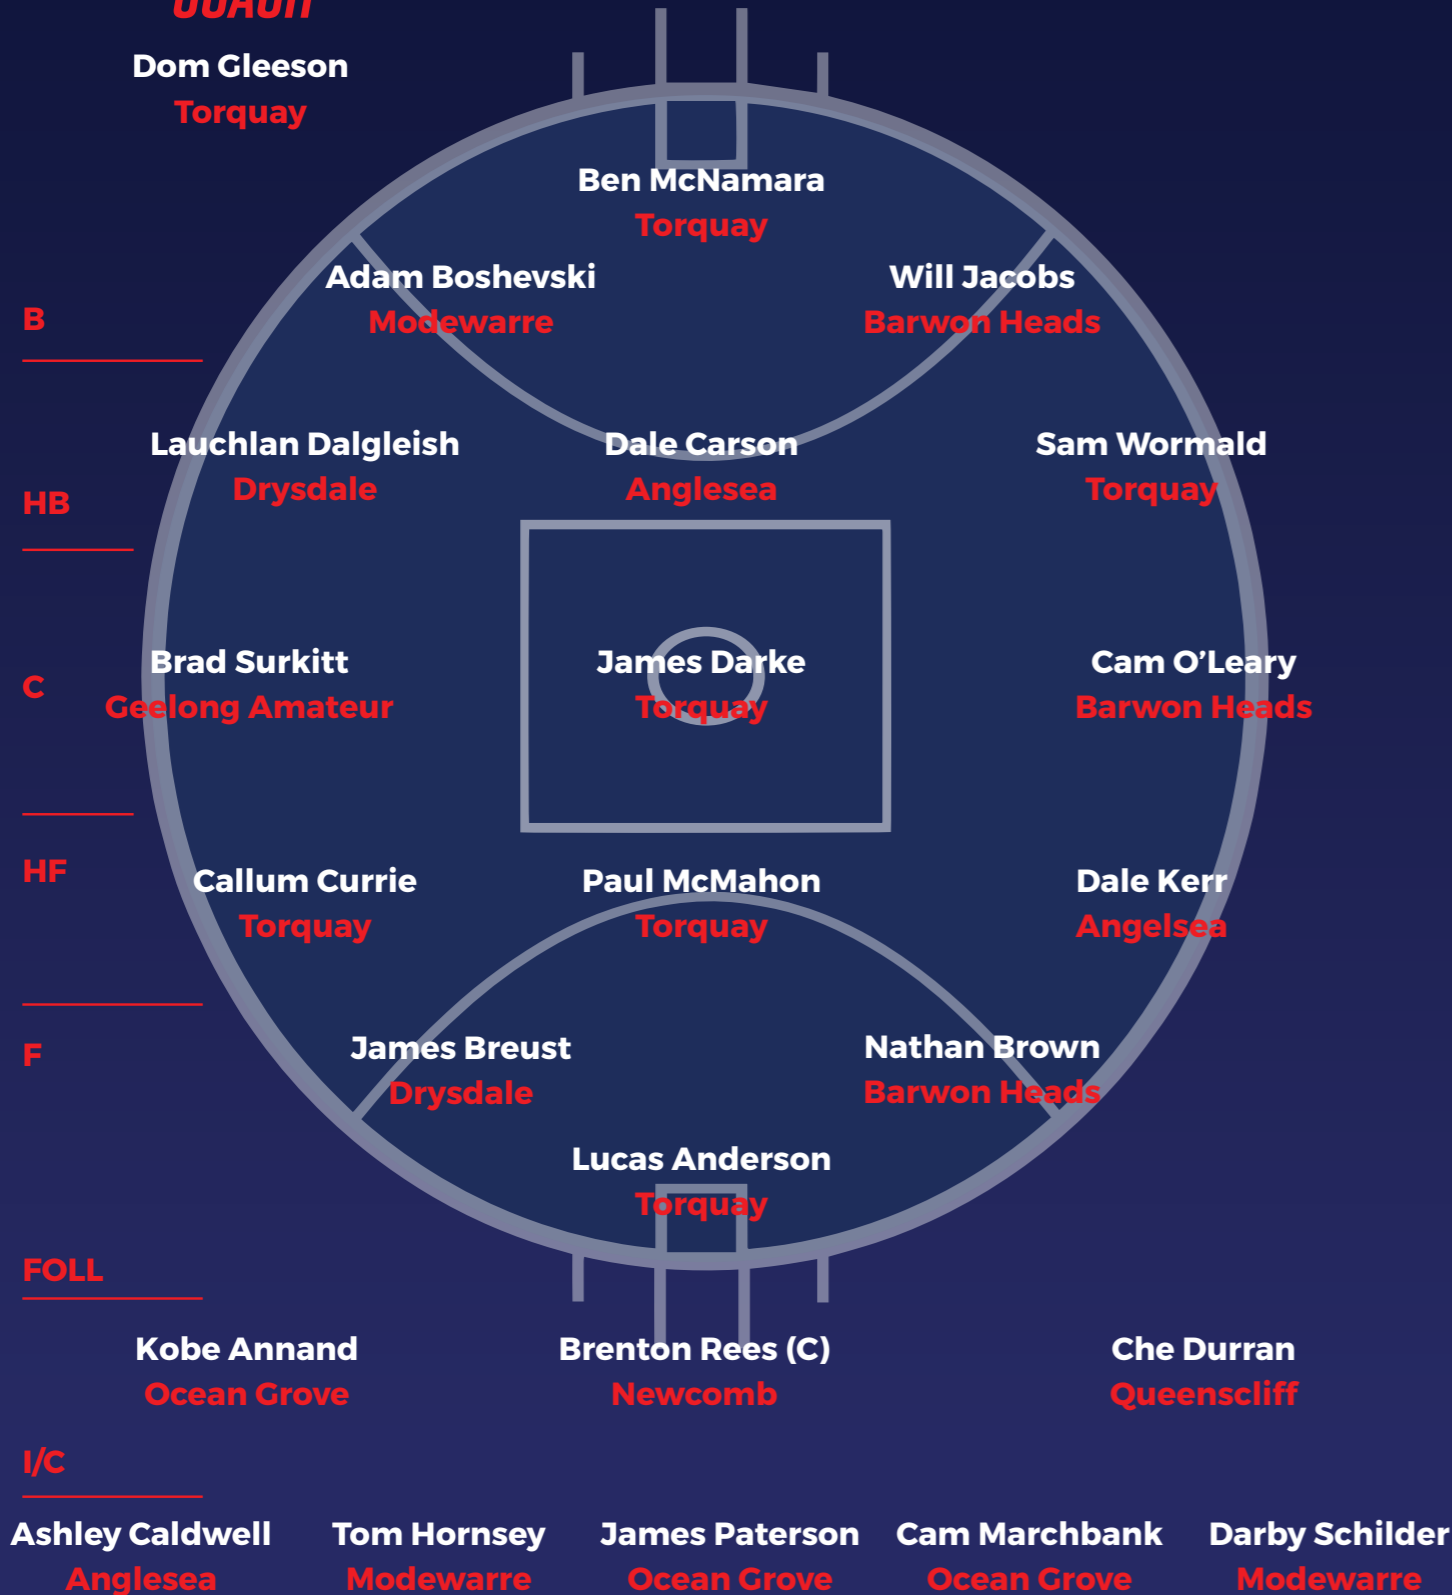 Dom Gleeson
Torquay
Ben McNamara
Torquay
Adam Boshevski
Modewarre
Will Jacobs
Barwon Heads
B
Lauchlan Dalgleish
Drysdale
Dale Carson
Anglesea
Sam Wormald
Torquay
HB
Brad Surkitt
Geelong Amateur
James Darke
Torquay
Cam O’Leary
Barwon Heads
C
HF
Callum Currie
Torquay
Paul McMahon
Torquay
Dale Kerr
Angelsea
F
James Breust
Drysdale
Nathan Brown
Barwon Heads
Lucas Anderson
Torquay
FOLL
Kobe Annand
Ocean Grove
Brenton Rees (C)
Newcomb
Che Durran
Queenscliff
I/C
Ashley Caldwell
Anglesea
Tom Hornsey
Modewarre
James Paterson
Ocean Grove
Cam Marchbank
Ocean Grove
Darby Schilder
Modewarre